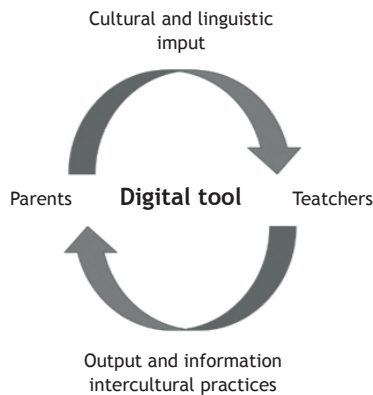 Cultural and linguistic
imput
Parents
Digital tool
Teatchers
Output and information
intercultural practices